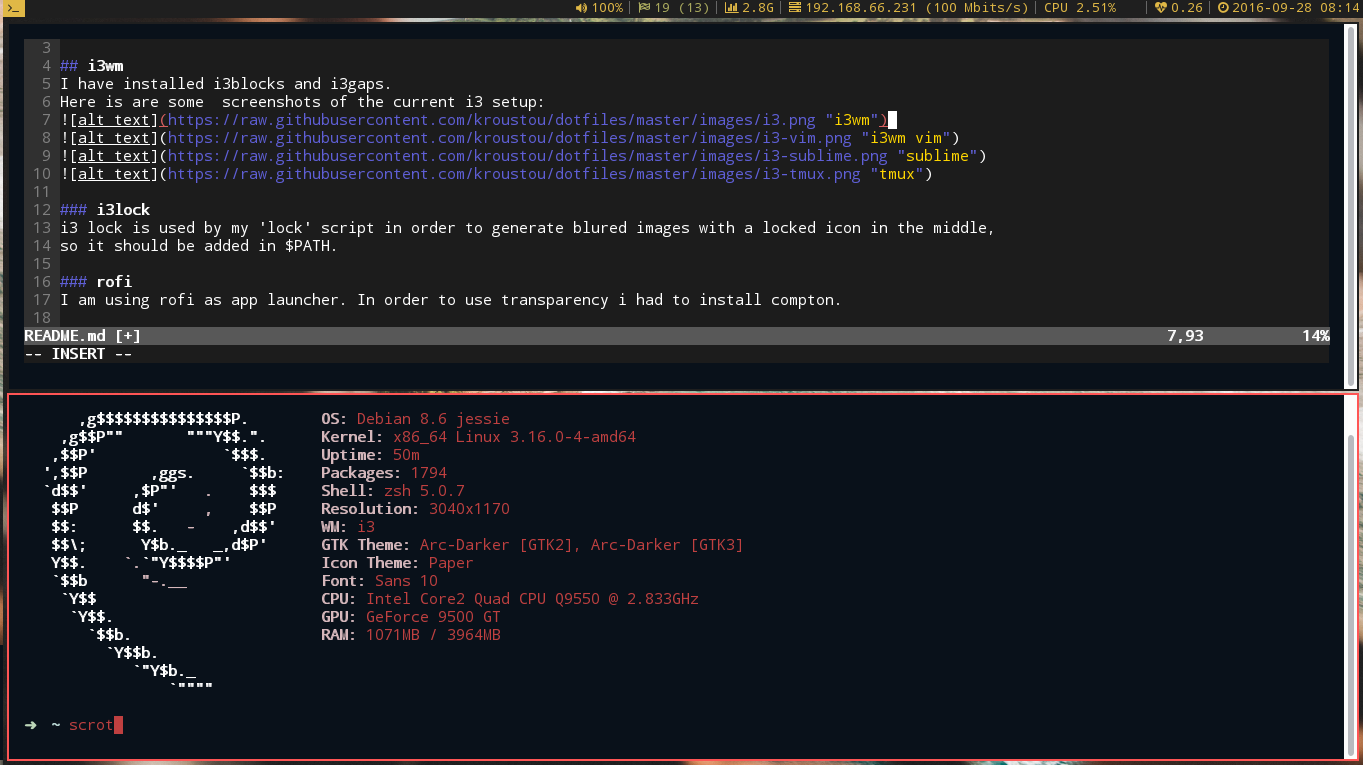 >_ 100% 19 (13) 2.8G 192.168.66.231 (100 Mbits/s) CPU 2.51% 0.26 2016-09-28 08:14
3
4 ## i3wm
5 I have installed i3blocks and i3gaps.
6 Here is are some  screenshots of the current i3 setup:
7 ![alt text](https://raw.githubusercontent.com/kroustou/dotfiles/master/images/i3.png "i3wm")
8 ![alt text](https://raw.githubusercontent.com/kroustou/dotfiles/master/images/i3-vim.png "i3wm vim")
9 ![alt text](https://raw.githubusercontent.com/kroustou/dotfiles/master/images/i3-sublime.png "sublime")
10 ![alt text](https://raw.githubusercontent.com/kroustou/dotfiles/master/images/i3-tmux.png "tmux")
11
12 ### i3lock
13 i3 lock is used by my 'lock' script in order to generate blured images with a locked icon in the middle,
14 so it should be added in $PATH.
15
16 ### rofi
17 I am using rofi as app launcher. In order to use transparency i had to install compton.
18
README.md [+] 7,93 14%
-- INSERT --
,g$$$$$$$$$$$$$$$P. OS: Debian 8.6 jessie
,g$$P"" """Y$$.". Kernel: x86_64 Linux 3.16.0-4-amd64
,$$P' `$$$. Uptime: 50m
',$$P ,ggs. `$$b: Packages: 1794
`d$$' ,$P"' . $$$ Shell: zsh 5.0.7
$$P d$' , $$P Resolution: 3040x1170
$$: $$. - ,d$$' WM: i3
$$\; Y$b._ _,d$P' GTK Theme: Arc-Darker [GTK2], Arc-Darker [GTK3]
Y$$. `.`"Y$$$$P"' Icon Theme: Paper
`$$b "-.__ Font: Sans 10
`Y$$ CPU: Intel Core2 Quad CPU Q9550 @ 2.833GHz
`Y$$. GPU: GeForce 9500 GT
`$$b. RAM: 1071MB / 3964MB
`Y$$b.
`"Y$b._
`""""
➜ ~ scrot